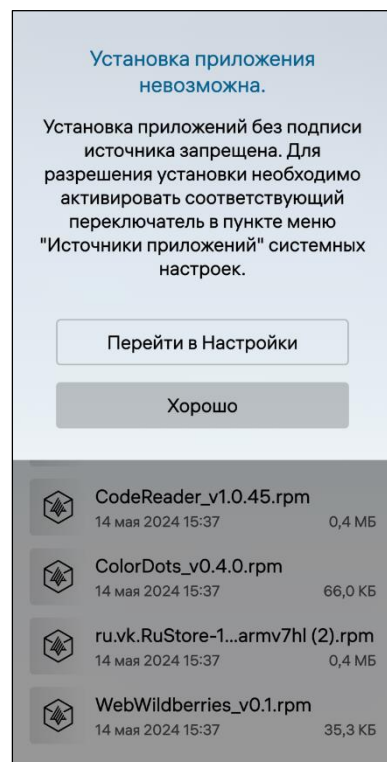 Установка приложения
невозможна.
Установка приложений без подписи
источника запрещена. Для
разрешения установки необходимо
активировать соответствующий
переключатель в пункте меню
"Источники приложений" системных
настроек.
Перейти в Настройки
Хорошо
CodeReader_v1.0.45.rpm
14 мая 2024 15:37 0,4 МБ
ColorDots_v0.4.0.rpm
14 мая 2024 15:37 66,0 КБ
ru.vk.RuStore-1...armv7hl (2).rpm
14 мая 2024 15:37 0,4 МБ
WebWildberries_v0.1.rpm
14 мая 2024 15:37 35,3 КБ